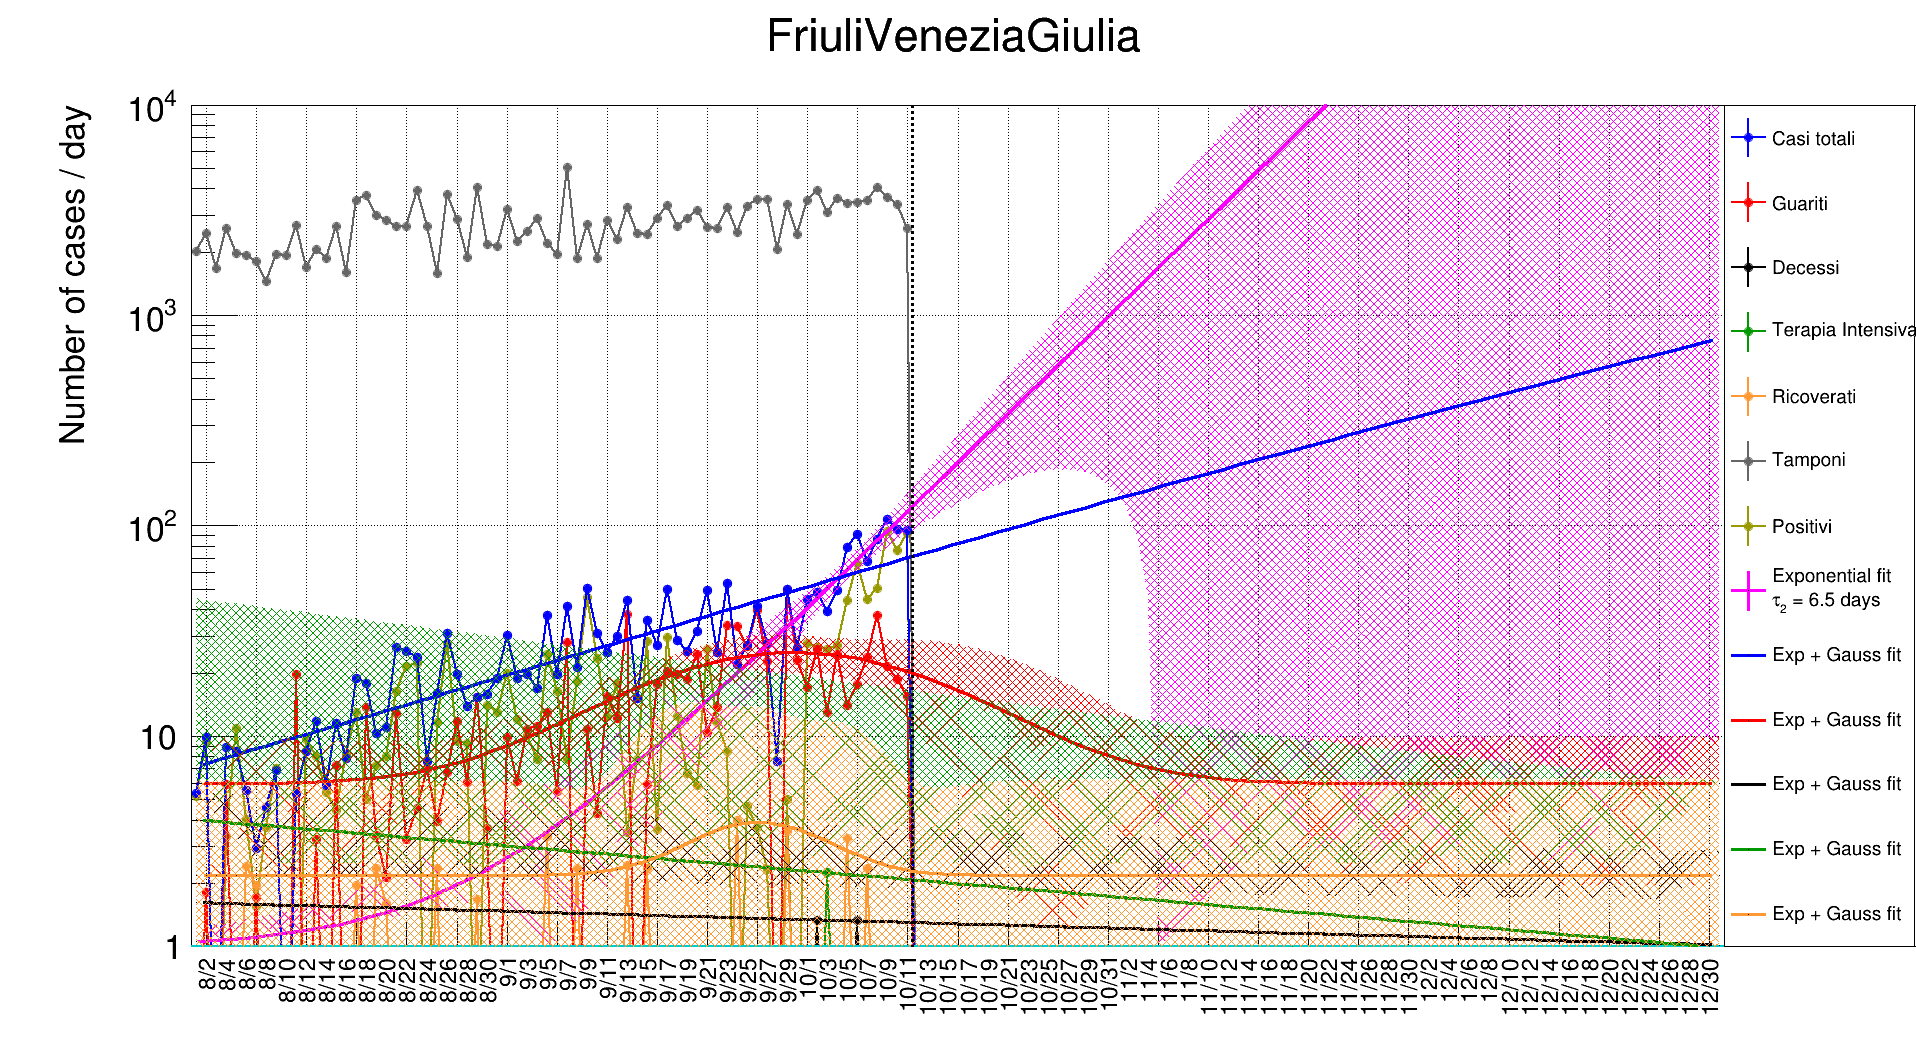 FriuliVeneziaGiulia
Number of cases / day
10^4
10^3
10^2
10
1
8/2 8/4 8/6 8/8 8/10 8/12 8/14 8/16 8/18 8/20 8/22 8/24 8/26 8/28 8/30 9/1 9/3 9/5 9/7 9/9 9/11 9/13 9/15 9/17 9/19 9/21 9/23 9/25 9/27 9/29 10/1 10/3 10/5 10/7 10/9 10/11 10/13 10/15 10/17 10/19 10/21 10/23 10/25 10/27 10/29 10/31 11/2 11/4 11/6 11/8 11/10 11/12 11/14 11/16 11/18 11/20 11/22 11/24 11/26 11/28 11/30 12/2 12/4 12/6 12/8 12/10 12/12 12/14 12/16 12/18 12/20 12/22 12/24 12/26 12/28 12/30
Casi totali
Guariti
Decessi
Terapia Intensiva
Ricoverati
Tamponi
Positivi
Exponential fit
τ2 = 6.5 days
Exp + Gauss fit
Exp + Gauss fit
Exp + Gauss fit
Exp + Gauss fit
Exp + Gauss fit